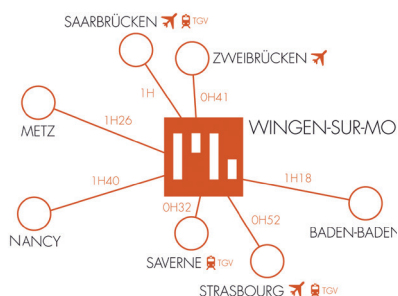 SAARBRÜCKEN TGV
ZWEIBRÜCKEN
1H
0H41
METZ
1H26
WINGEN-SUR-MO
1H40
1H18
NANCY
0H32
0H52
BADEN-BADEN
SAVERNE TGV
STRASBOURG TGV